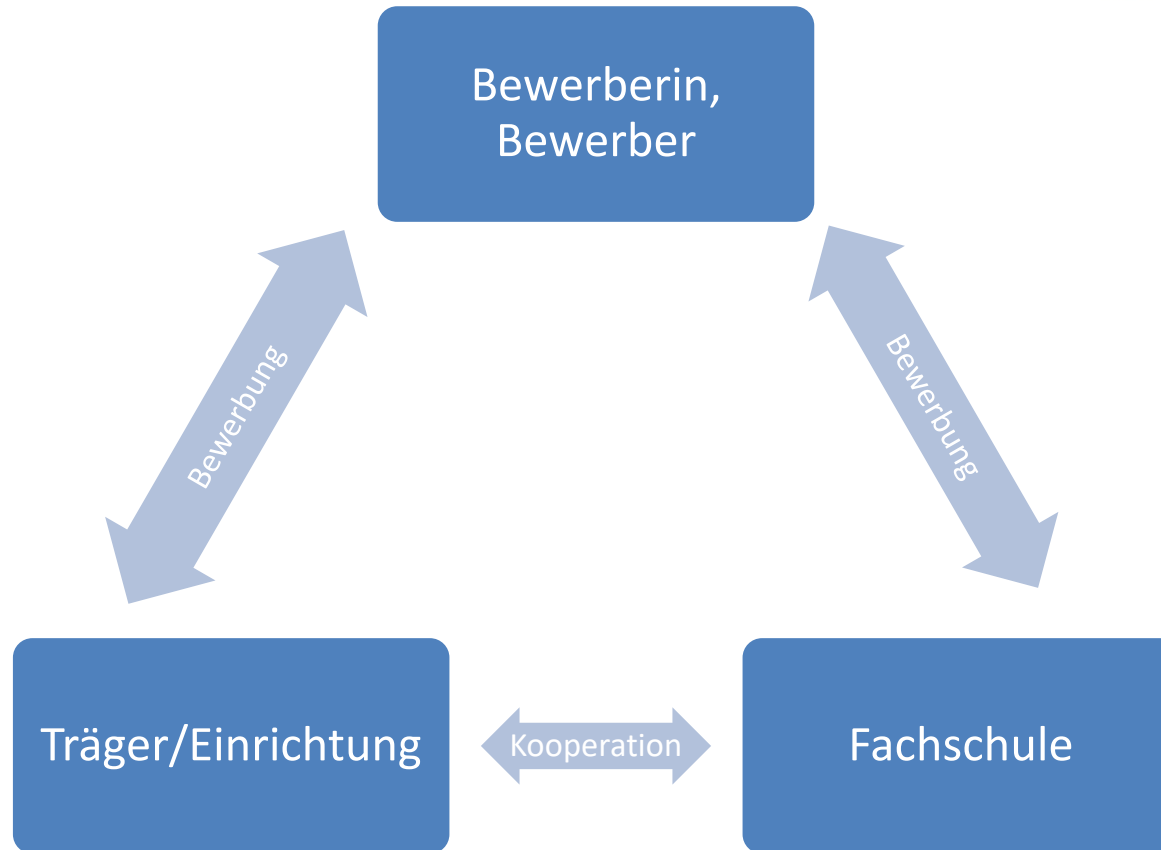 Bewerberin,
Bewerber
Bewerbung
Bewerbung
Träger/Einrichtung
Kooperation
Fachschule